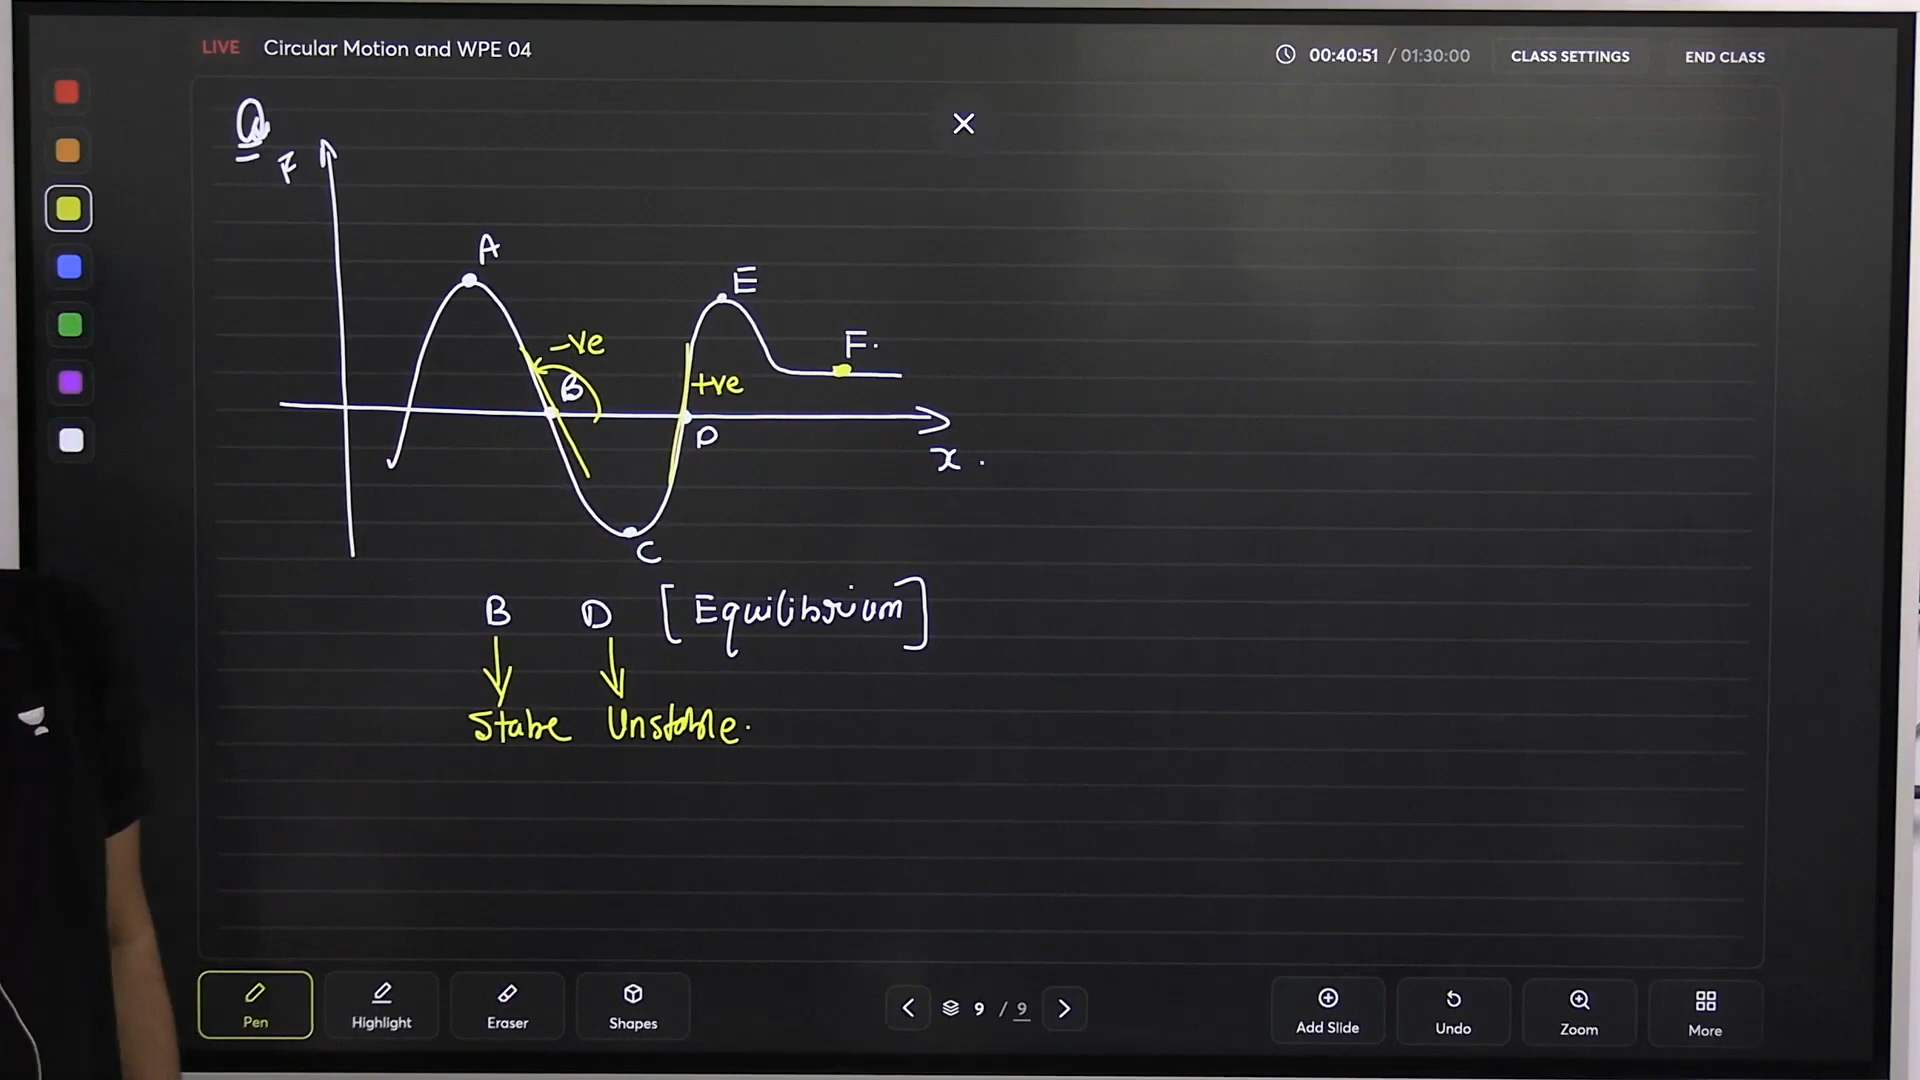 LIVE Circular Motion and WPE 04
00:40:51 / 01:30:00 CLASS SETTINGS END CLASS
Q
F
A
E
-ve
F.
B
+ve
D
x.
C
B D [Equilibrium]
Stabe Unstable.
Pen Highlight Eraser Shapes
9 / 9
Add Slide Undo Zoom More